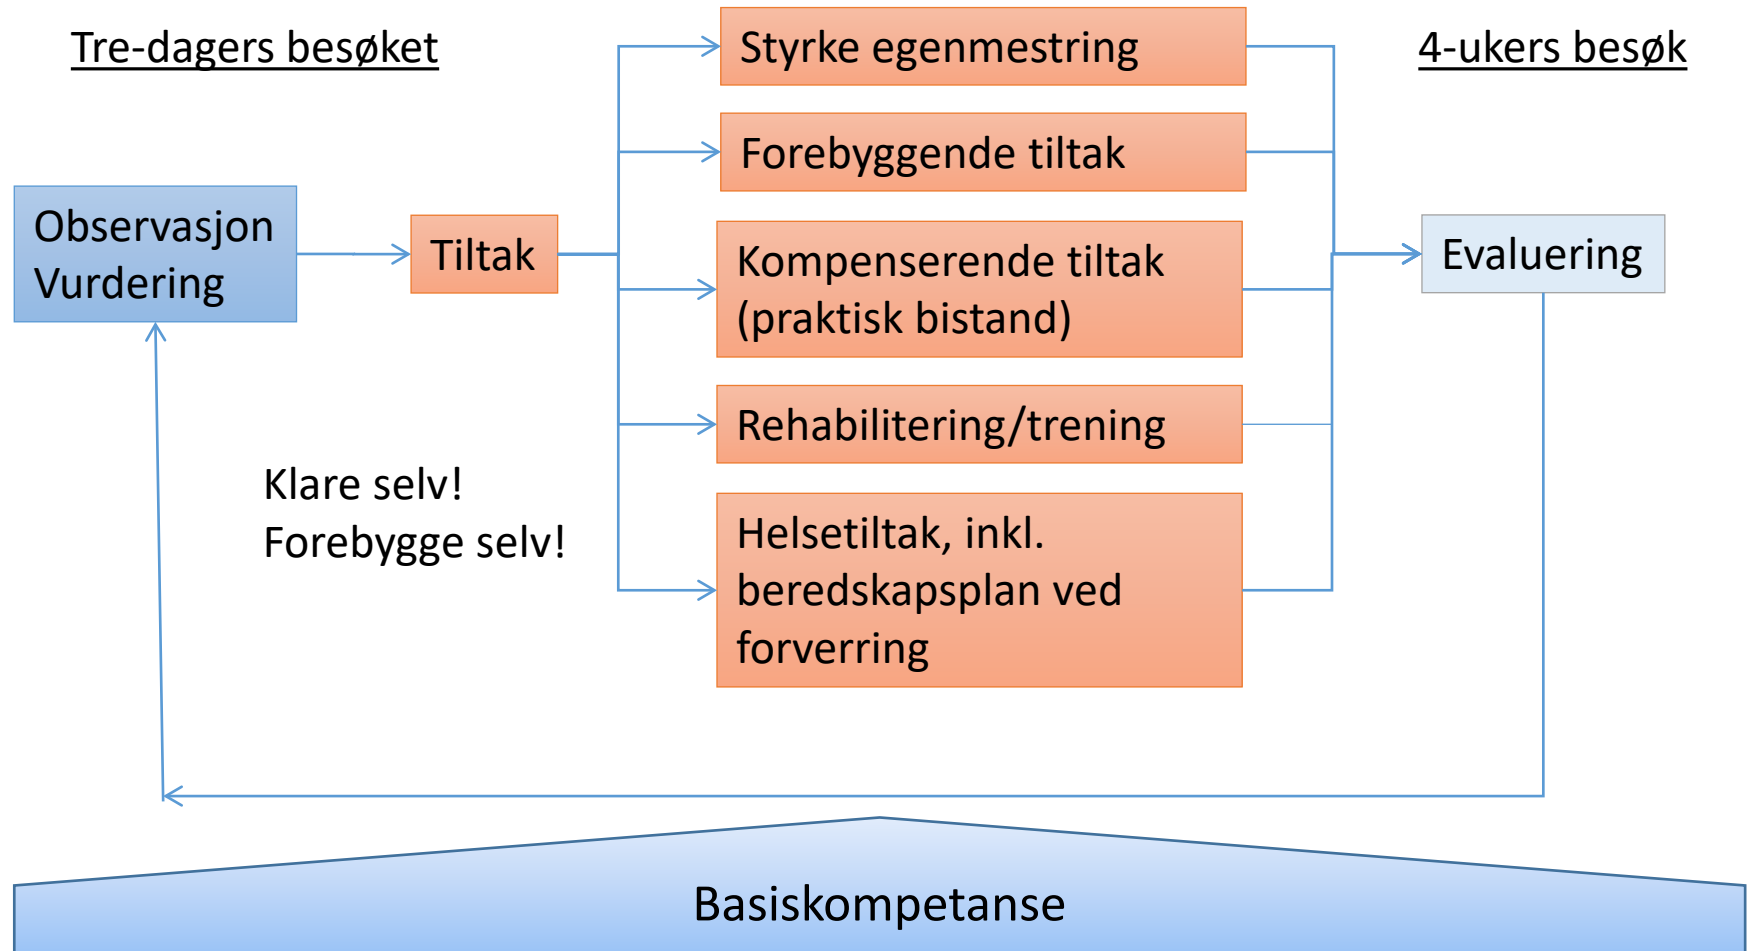 Tre-dagers besøket
4-ukers besøk
Observasjon
Vurdering
Tiltak
Styrke egenmestring
Forebyggende tiltak
Kompenserende tiltak
(praktisk bistand)
Rehabilitering/trening
Helsetiltak, inkl.
beredskapsplan ved
forverring
Evaluering
Klare selv!
Forebygge selv!
Basiskompetanse